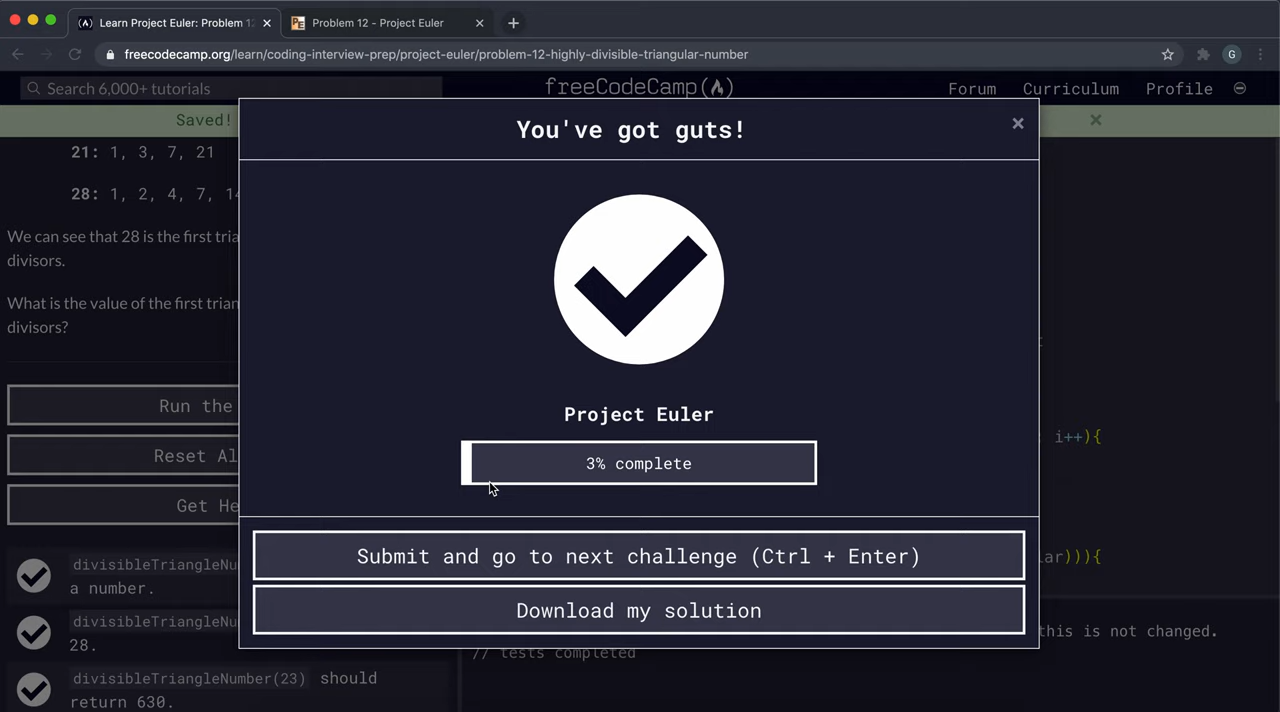 Learn Project Euler: Problem 12
Problem 12 - Project Euler
freecodecamp.org/learn/coding-interview-prep/project-euler/problem-12-highly-divisible-triangular-number
G
Search 6,000+ tutorials
freeCodeCamp
Forum
Curriculum
Profile
Saved!
You've got guts!
21: 1, 3, 7, 21
28: 1, 2, 4, 7, 14
We can see that 28 is the first tria
divisors.
What is the value of the first trian
divisors?
Run the
Reset Al
Get He
Project Euler
3% complete
Submit and go to next challenge (Ctrl + Enter)
Download my solution
i++){
lar))){
divisibleTriangleNu
a number.
divisibleTriangleNu
28.
divisibleTriangleNumber(23) should
return 630.
this is not changed.
// tests completed